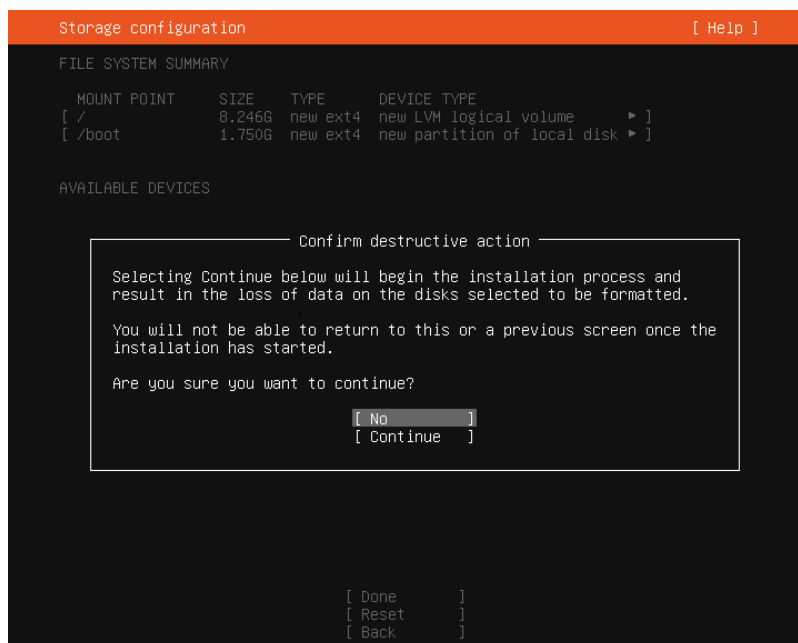 Storage configuration [ Help ]
FILE SYSTEM SUMMARY
MOUNT POINT SIZE TYPE DEVICE TYPE
[ / 8.246G new ext4 new LVM logical volume ▸ ]
[ /boot 1.750G new ext4 new partition of local disk ▸ ]
AVAILABLE DEVICES
Confirm destructive action
Selecting Continue below will begin the installation process and
result in the loss of data on the disks selected to be formatted.
You will not be able to return to this or a previous screen once the
installation has started.
Are you sure you want to continue?
[ No ]
[ Continue ]
[ Done ]
[ Reset ]
[ Back ]